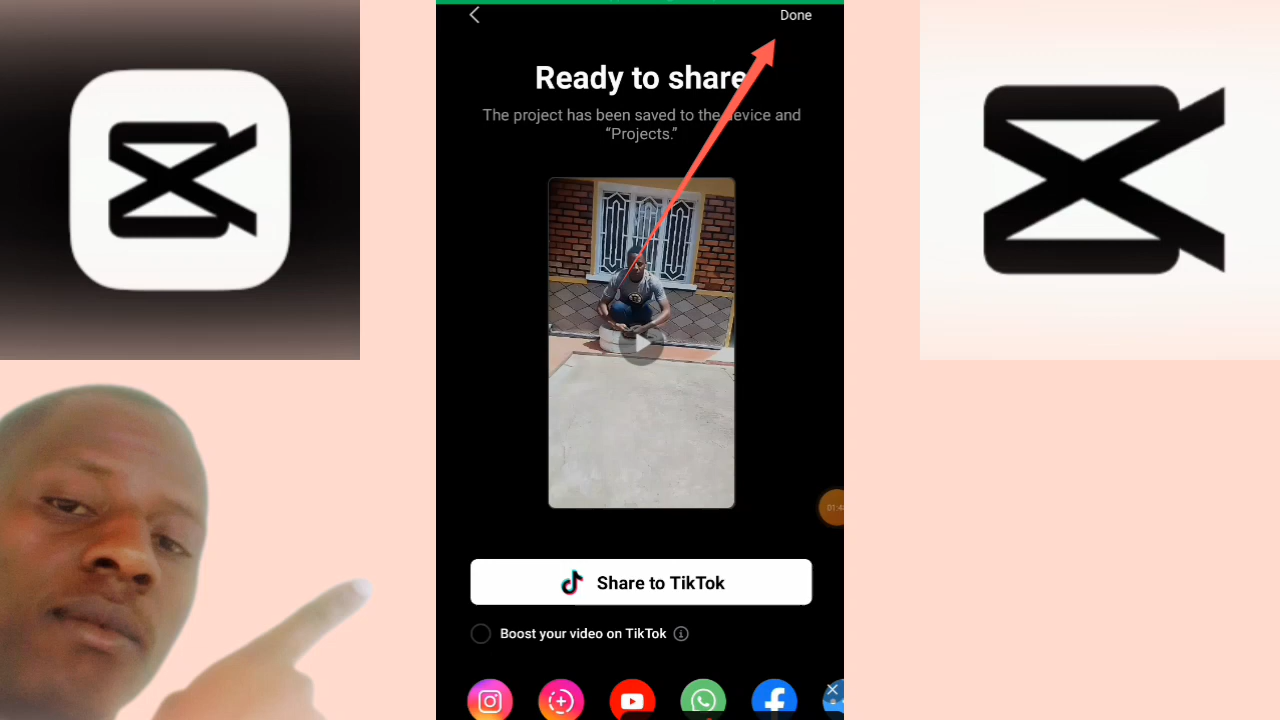 Done
Ready to share
The project has been saved to the device and
“Projects.”
Share to TikTok
Boost your video on TikTok